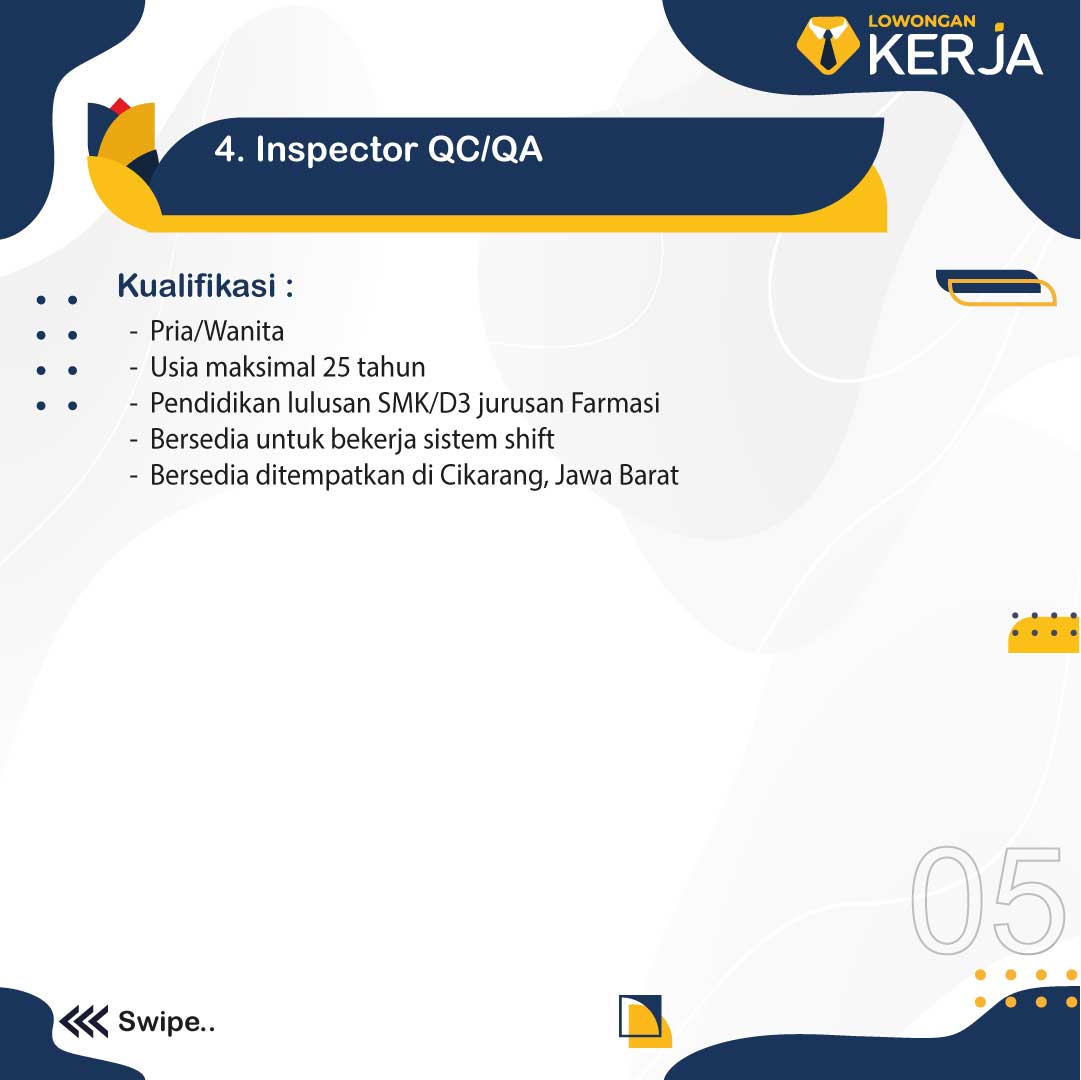 LOWONGAN
KERJA
4. Inspector QC/QA
Kualifikasi :
- Pria/Wanita
- Usia maksimal 25 tahun
- Pendidikan lulusan SMK/D3 jurusan Farmasi
- Bersedia untuk bekerja sistem shift
- Bersedia ditempatkan di Cikarang, Jawa Barat
05
Swipe..